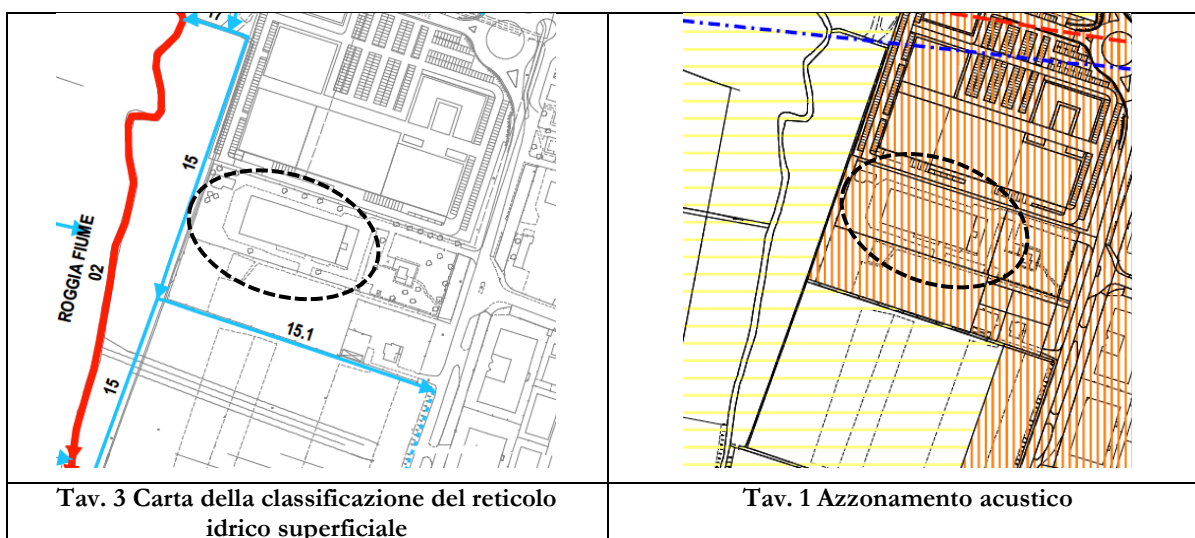 17
15
ROGGIA FIUME
02
15.1
15
Tav. 3 Carta della classificazione del reticolo
idrico superficiale
Tav. 1 Azzonamento acustico